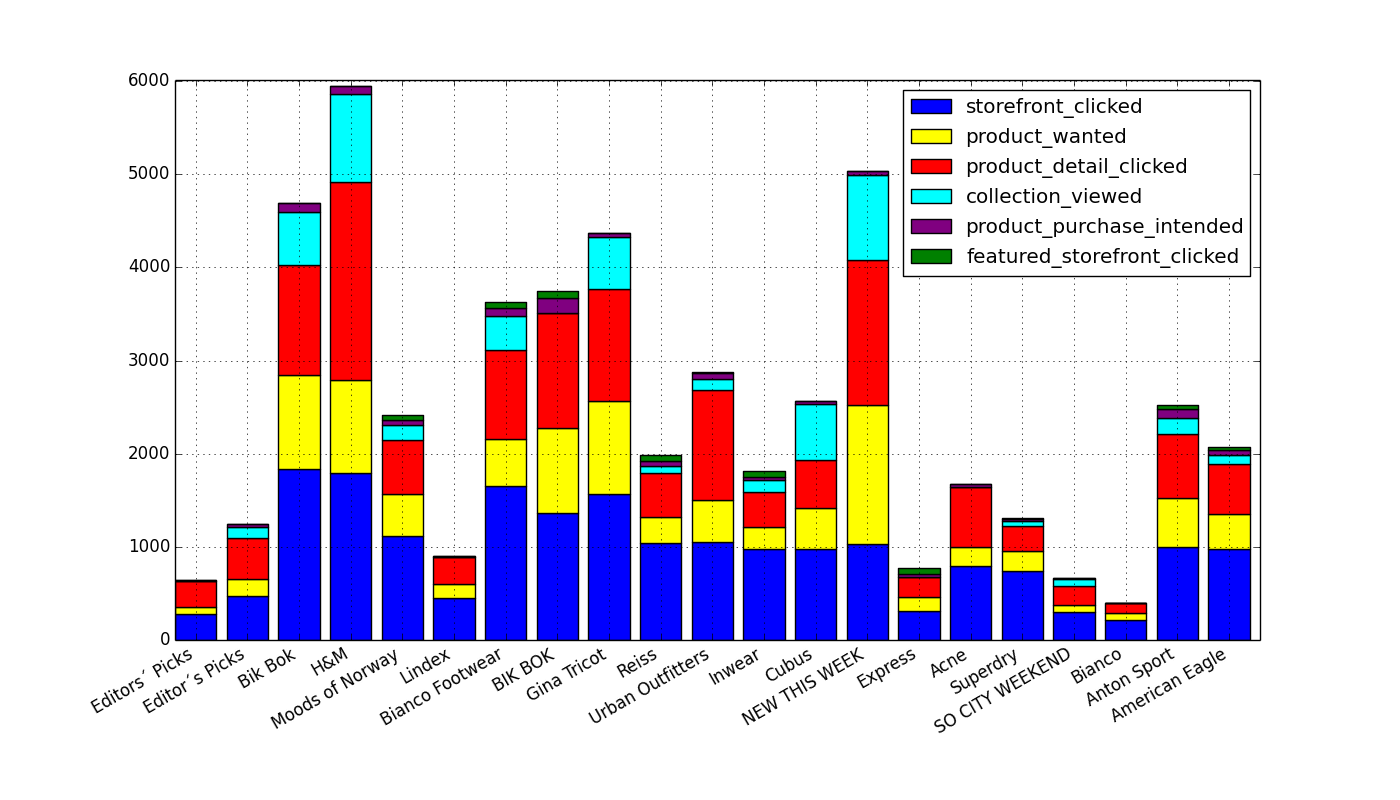 6000
5000
4000
3000
2000
1000
0
storefront_clicked
product_wanted
product_detail_clicked
collection_viewed
product_purchase_intended
featured_storefront_clicked
Editors´ Picks
Editor´s Picks
Bik Bok
H&M
Moods of Norway
Lindex
Bianco Footwear
BIK BOK
Gina Tricot
Reiss
Urban Outfitters
Inwear
Cubus
NEW THIS WEEK
Express
Acne
Superdry
SO CITY WEEKEND
Bianco
Anton Sport
American Eagle